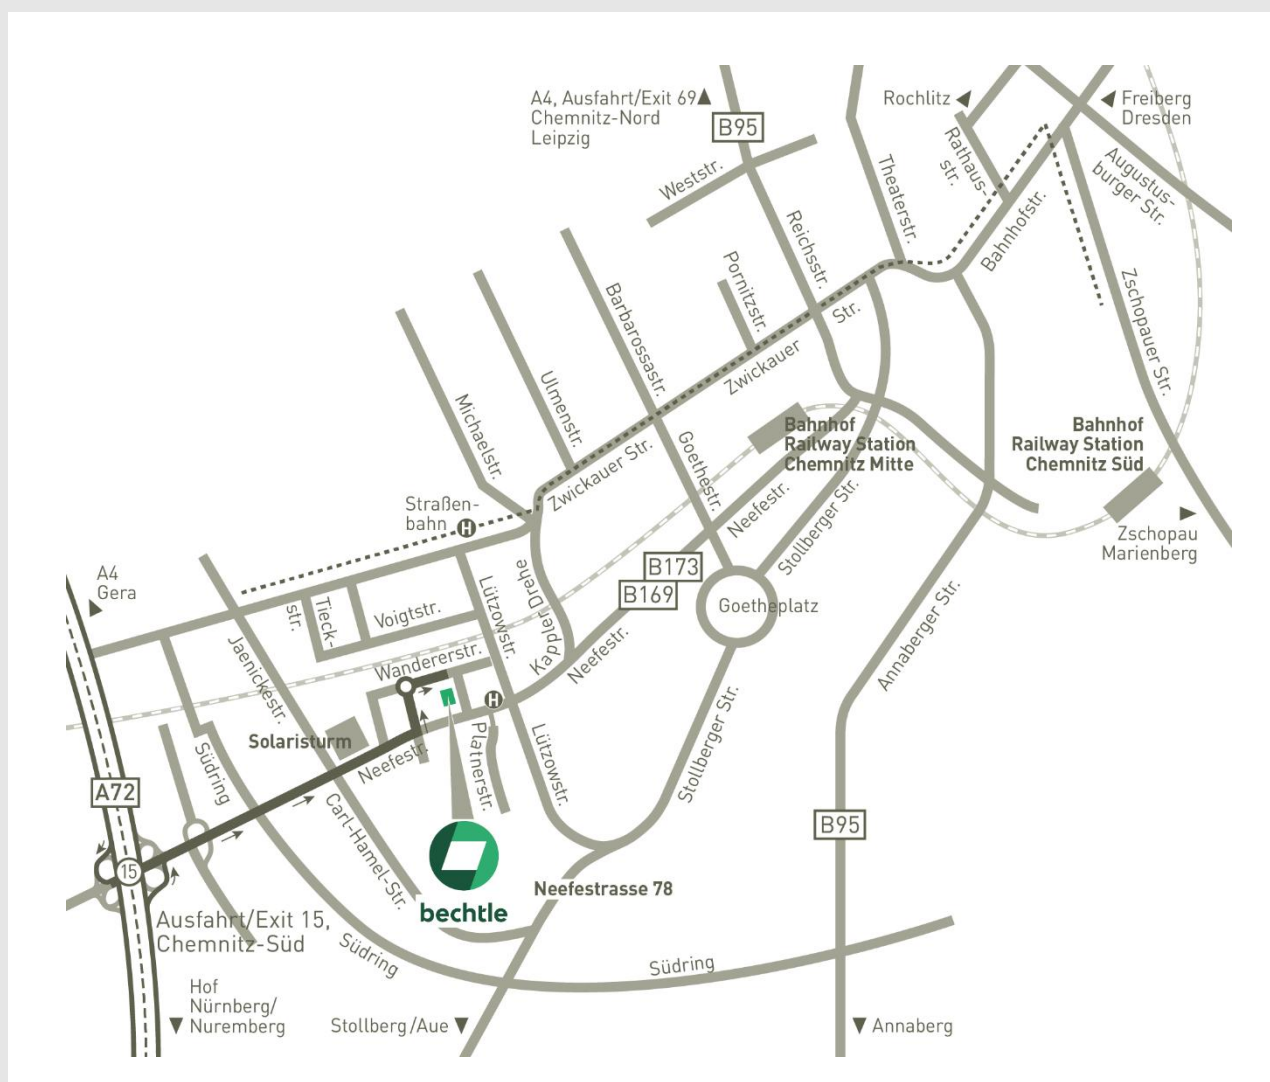 A4, Ausfahrt/Exit 69
Chemnitz-Nord
Leipzig
B95
Rochlitz
Freiberg
Dresden
Weststr.
Theaterstr.
Rathaus-
str.
Augustus-
burger Str.
Reichsstr.
Bahnhofstr.
Pornitzstr.
Barbarossastr.
Zschopauer Str.
Zwickauer
Str.
Ulmenstr.
Michaelstr.
Zwickauer Str.
Goethestr.
Bahnhof
Railway Station
Chemnitz Mitte
Bahnhof
Railway Station
Chemnitz Süd
Straßen-
bahn
H
Neefestr.
Stollberger Str.
Zschopau
Marienberg
A4
Gera
Kappler Drehe
B173
B169
Goetheplatz
Tieck-
str.
Voigtstr.
Lützowstr.
Jaenickestr.
Wandererstr.
Neefestr.
Annaberger Str.
H
Solaristurm
Südring
Neefestr.
Platnerstr.
Lützowstr.
Stollberger Str.
A72
Carl-Hamel-Str.
B95
15
Neefestrasse 78
bechtle
Ausfahrt/Exit 15,
Chemnitz-Süd
Südring
Südring
Hof
Nürnberg/
Nuremberg
Stollberg/Aue
Annaberg